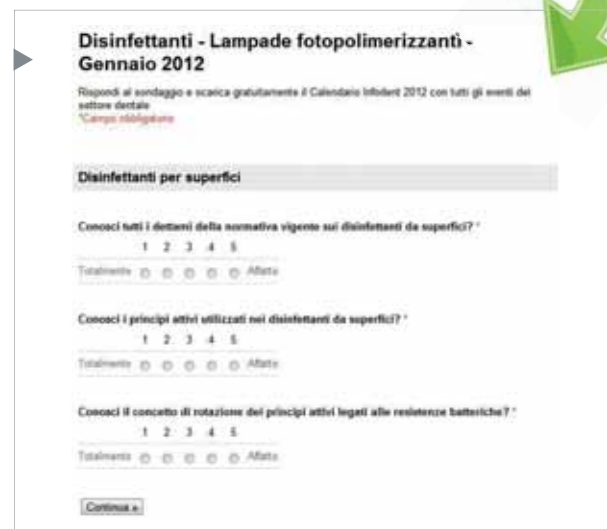 Disinfettanti - Lampade fotopolimerizzantì -
Gennaio 2012
Rispondi al sondaggio e scarica gratuitamente il Calendario Infodent 2012 con tutti gli eventi del
settore dentale
*Campo obbligatorio
Disinfettanti per superfici
Conosci tutti i dettami della normativa vigente sui disinfettanti da superfici? *
1 2 3 4 5
Totalmente Affatto
Conosci i principi attivi utilizzati nei disinfettanti da superfici? *
1 2 3 4 5
Totalmente Affatto
Conosci il concetto di rotazione dei principi attivi legati alle resistenze batteriche? *
1 2 3 4 5
Totalmente Affatto
Continua »